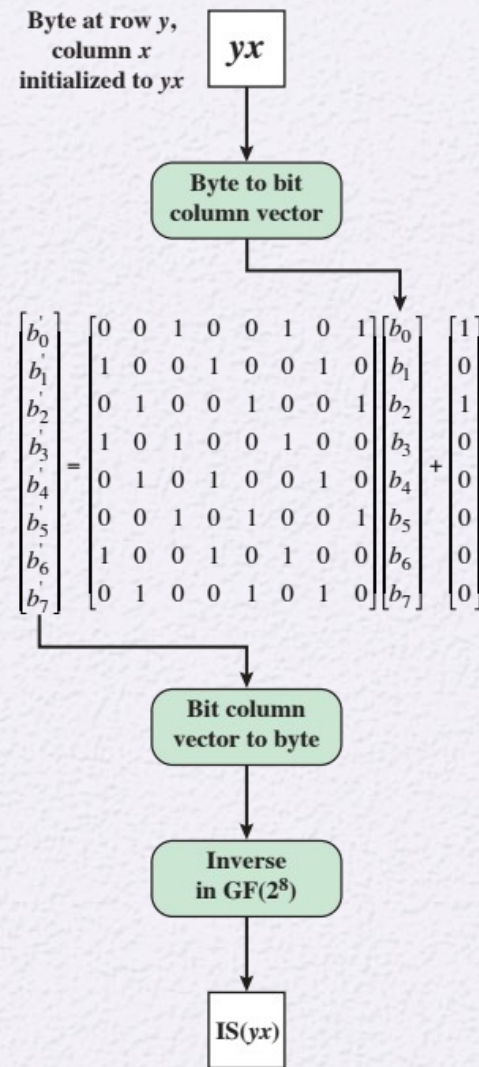 Byte at row y,
column x
initialized to yx
yx
Byte to bit
column vector
b'0 0 0 1 0 0 1 0 1 b0 1
b'1 1 0 0 1 0 0 1 0 b1 0
b'2 0 1 0 0 1 0 0 1 b2 1
b'3 = 1 0 1 0 0 1 0 0 b3 + 0
b'4 0 1 0 1 0 0 1 0 b4 0
b'5 0 0 1 0 1 0 0 1 b5 0
b'6 1 0 0 1 0 1 0 0 b6 0
b'7 0 1 0 0 1 0 1 0 b7 0
Bit column
vector to byte
Inverse
in GF(2⁸)
IS(yx)